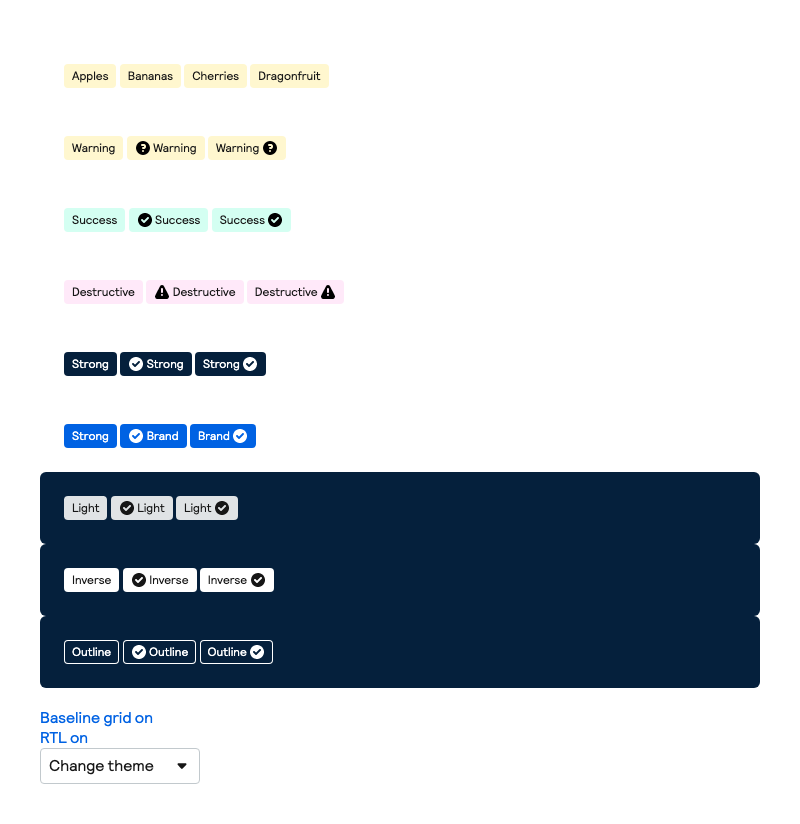 Apples Bananas Cherries Dragonfruit
Warning Warning Warning
Success Success Success
Destructive Destructive Destructive
Strong Strong Strong
Strong Brand Brand
Light Light Light
Inverse Inverse Inverse
Outline Outline Outline
Baseline grid on
RTL on
Change theme